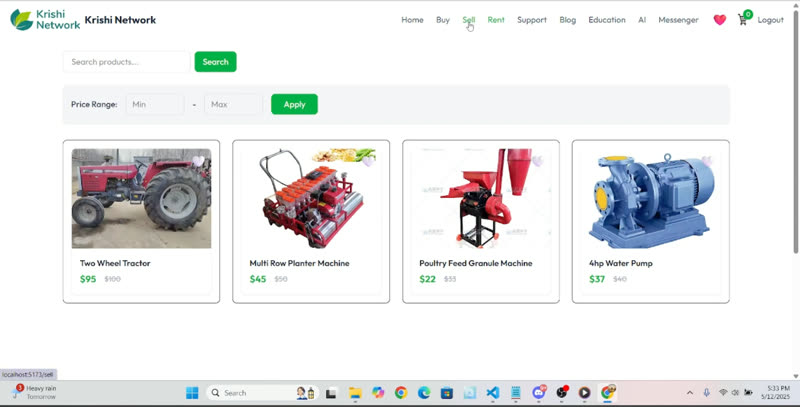 Krishi
Network
Krishi Network
Home
Buy
Sell
Rent
Support
Blog
Education
AI
Messenger
0
Logout
Search products...
Search
Price Range:
Min
-
Max
Apply
Two Wheel Tractor
$95 $100
Multi Row Planter Machine
$45 $50
Poultry Feed Granule Machine
$22 $33
4hp Water Pump
$37 $40
localhost:5173/sell
3
Heavy rain
Tomorrow
Search
5:33 PM
5/12/2025